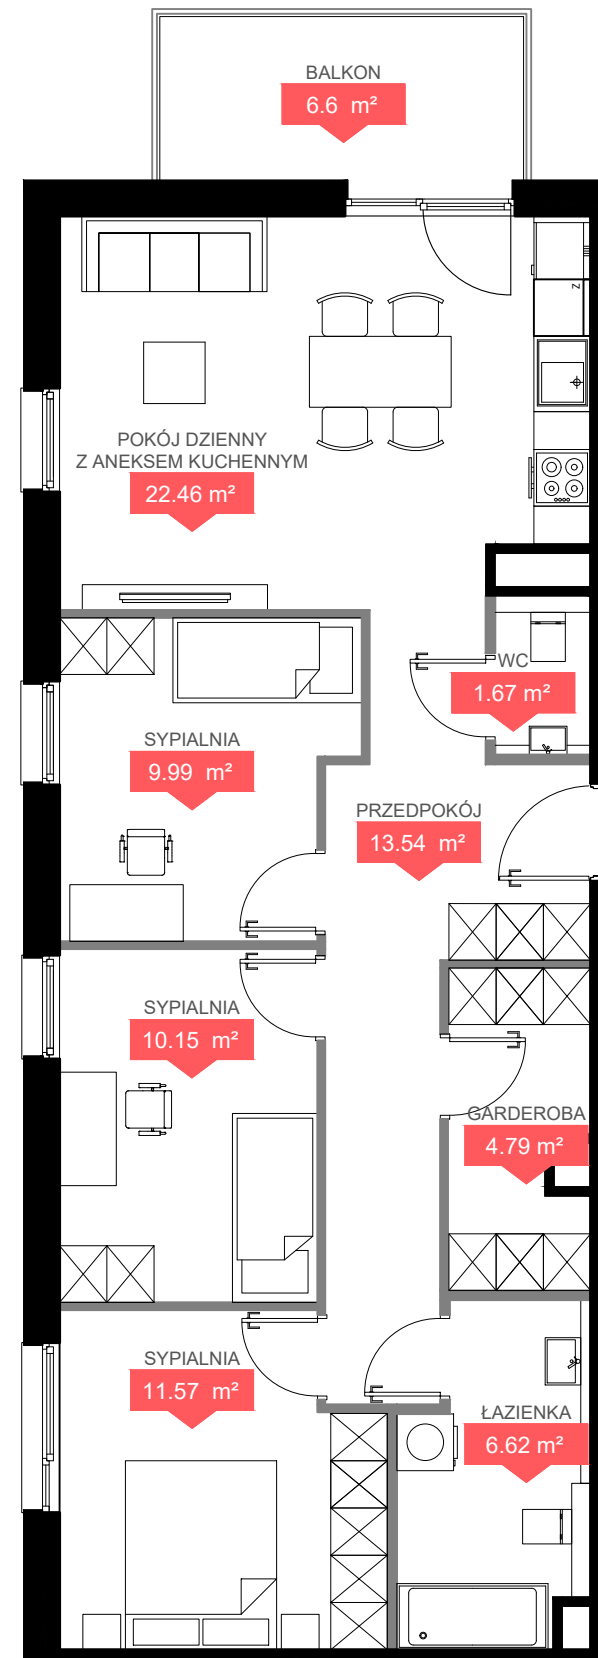 BALKON
6.6 m²
Z
POKÓJ DZIENNY
Z ANEKSEM KUCHENNYM
22.46 m²
WC
1.67 m²
SYPIALNIA
9.99 m²
PRZEDPOKÓJ
13.54 m²
SYPIALNIA
10.15 m²
GARDEROBA
4.79 m²
SYPIALNIA
11.57 m²
ŁAZIENKA
6.62 m²